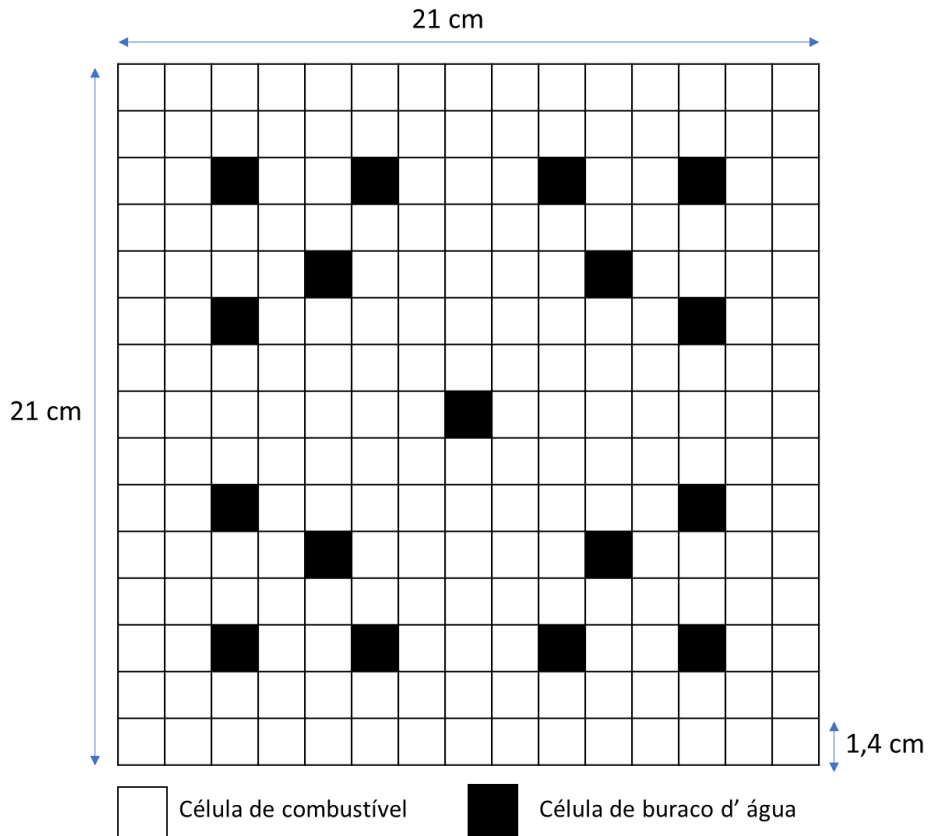 21 cm
21 cm
1,4 cm
Célula de combustível
Célula de buraco d’ água